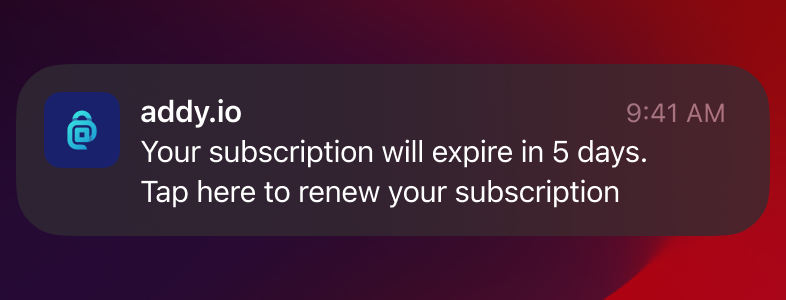 addy.io
9:41 AM
Your subscription will expire in 5 days.
Tap here to renew your subscription